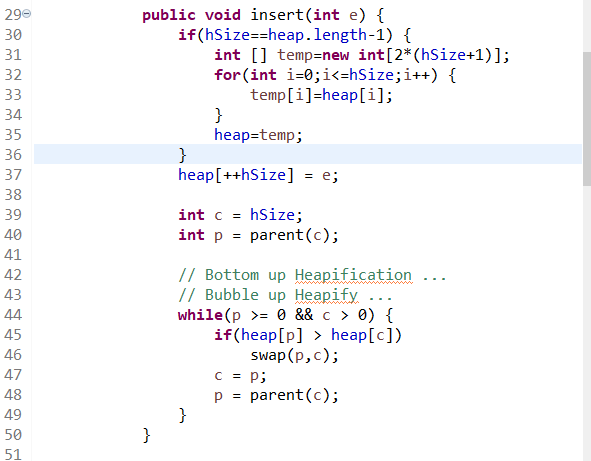 29 public void insert(int e) {
30 if(hSize==heap.length-1) {
31 int [] temp=new int[2*(hSize+1)];
32 for(int i=0;i<=hSize;i++) {
33 temp[i]=heap[i];
34 }
35 heap=temp;
36 }
37 heap[++hSize] = e;
38
39 int c = hSize;
40 int p = parent(c);
41
42 // Bottom up Heapification ...
43 // Bubble up Heapify ...
44 while(p >= 0 && c > 0) {
45 if(heap[p] > heap[c])
46 swap(p,c);
47 c = p;
48 p = parent(c);
49 }
50 }
51